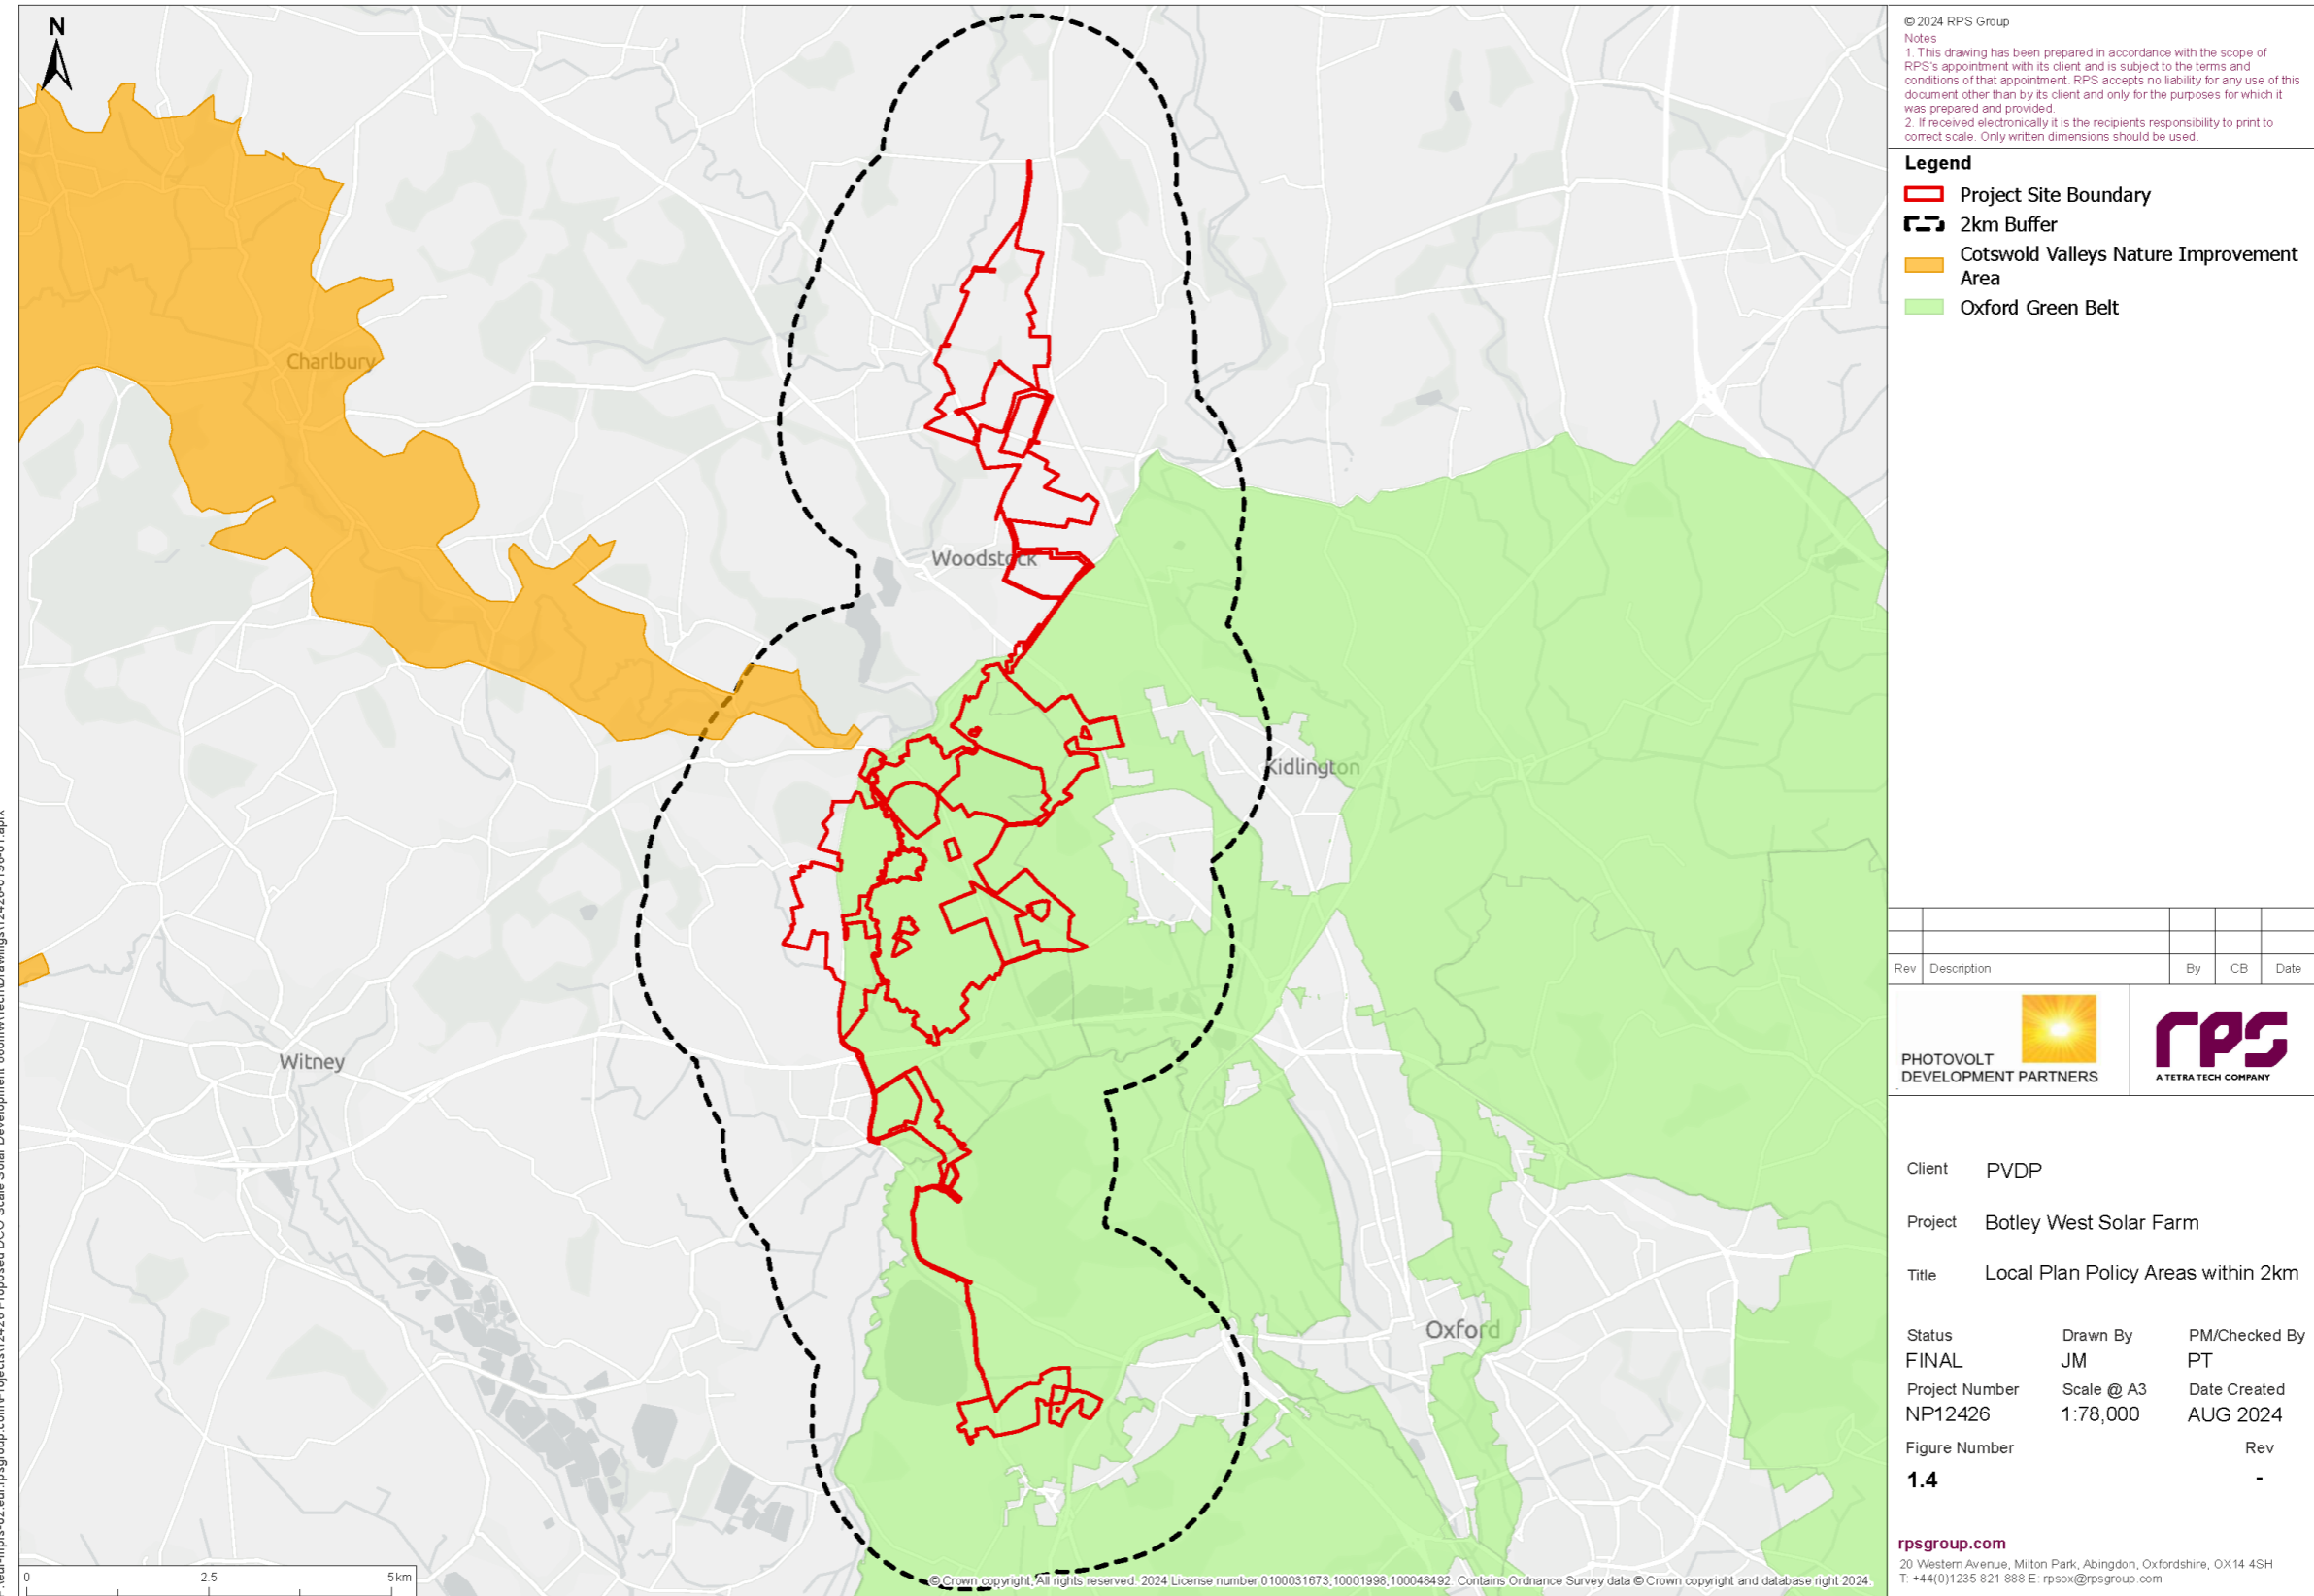 N
Charlbury
Woodstock
Kidlington
Witney
Oxford
0 2.5 5km
© Crown copyright, All rights reserved. 2024 License number 0100031673,10001998,100048492. Contains Ordnance Survey data © Crown copyright and database right 2024.
© 2024 RPS Group
Notes
1. This drawing has been prepared in accordance with the scope of
RPS's appointment with its client and is subject to the terms and
conditions of that appointment. RPS accepts no liability for any use of this
document other than by its client and only for the purposes for which it
was prepared and provided.
2. If received electronically it is the recipients responsibility to print to
correct scale. Only written dimensions should be used.
Legend
Project Site Boundary
2km Buffer
Cotswold Valleys Nature Improvement
Area
Oxford Green Belt
Rev Description By CB Date
PHOTOVOLT
DEVELOPMENT PARTNERS
rps
A TETRA TECH COMPANY
Client PVDP
Project Botley West Solar Farm
Title Local Plan Policy Areas within 2km
Status Drawn By PM/Checked By
FINAL JM PT
Project Number Scale @ A3 Date Created
NP12426 1:78,000 AUG 2024
Figure Number Rev
1.4 -
rpsgroup.com
20 Western Avenue, Milton Park, Abingdon, Oxfordshire, OX14 4SH
T: +44(0)1235 821 888 E: rpsox@rpsgroup.com